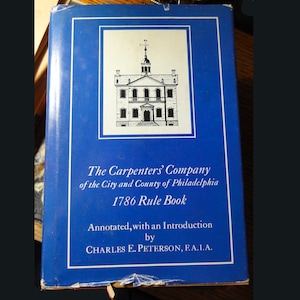 The Carpenters' Company
of the City and County of Philadelphia
1786 Rule Book
Annotated, with an Introduction
by
CHARLES E. PETERSON, F.A.I.A.